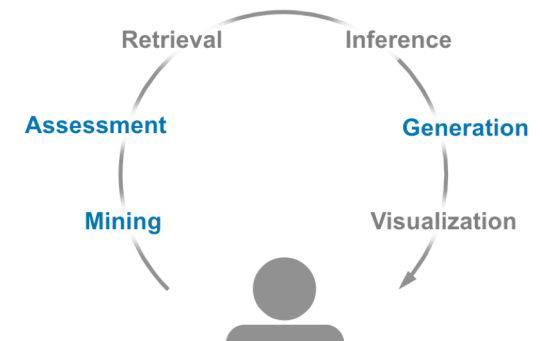 Retrieval
Inference
Assessment
Generation
Mining
Visualization